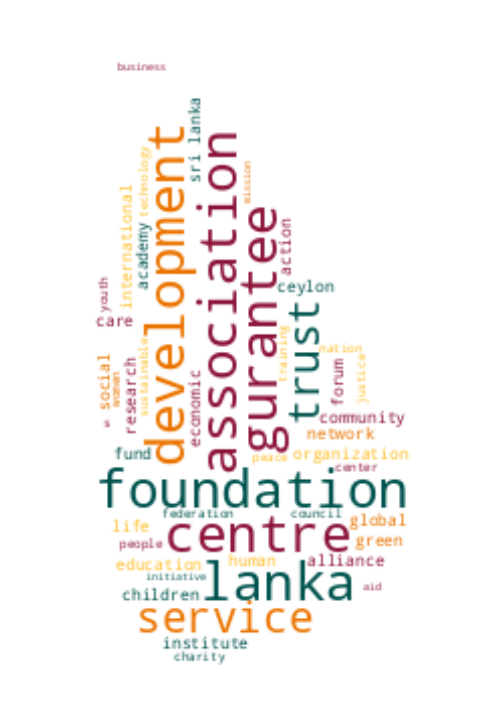 business
sri lanka
development
association
mission
technology
international
academy
gurantee
action
youth
care
ceylon
trust
sustainable
training
nation
social
women
research
economic
forum
justice
community
network
fund
peace
organization
center
foundation
federation
council
life
global
people
centre
green
education
human
alliance
initiative
lanka
aid
children
service
institute
charity